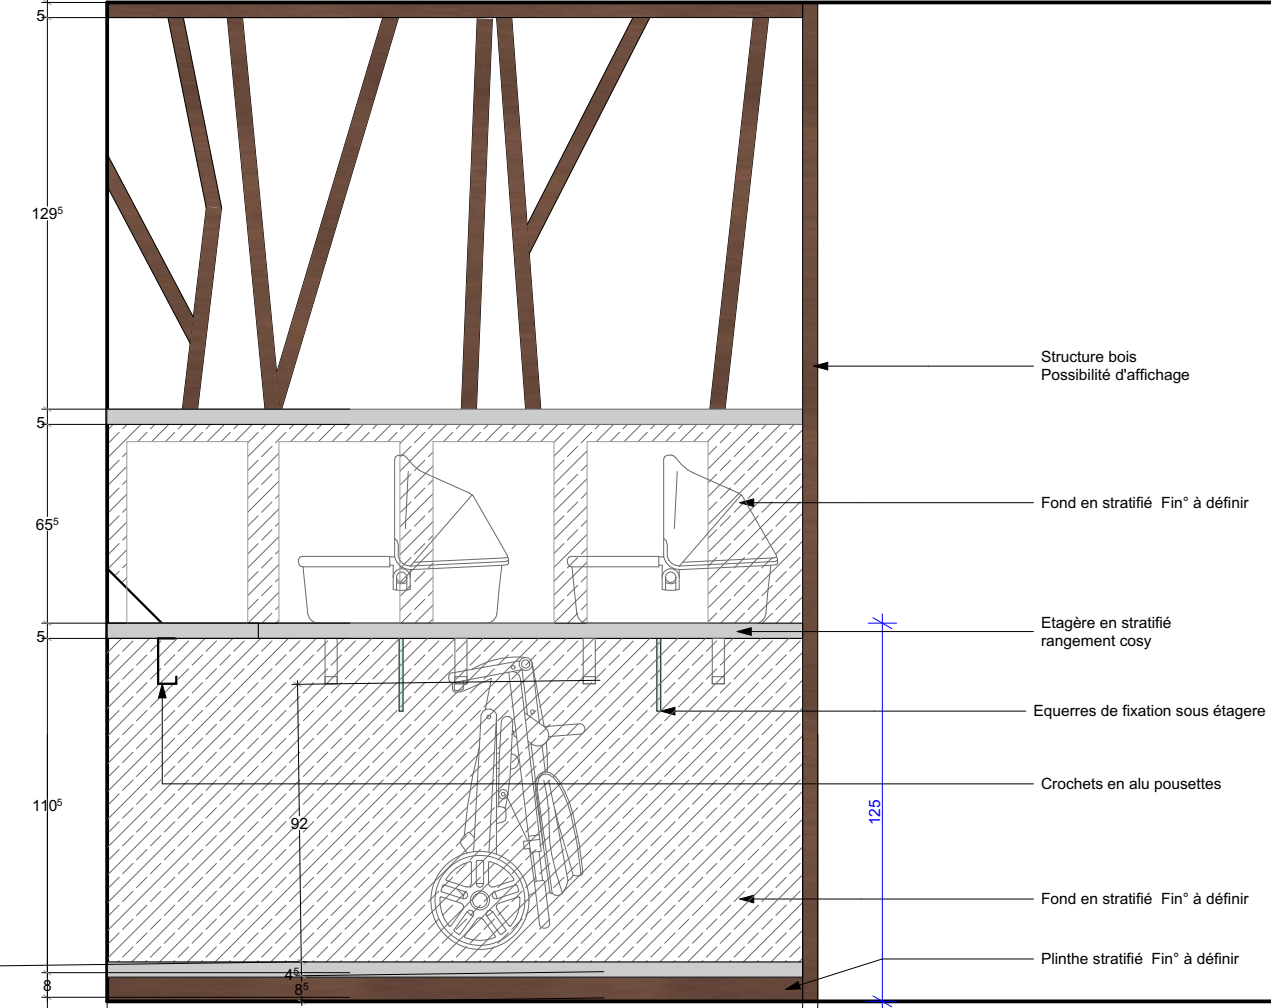 5
129⁵
Structure bois
Possibilité d'affichage
5
Fond en stratifié Fin° à définir
65⁵
Etagère en stratifié
rangement cosy
5
Equerres de fixation sous étagere
Crochets en alu pousettes
110⁵
92
125
Fond en stratifié Fin° à définir
Plinthe stratifié Fin° à définir
4⁵
8
8⁵